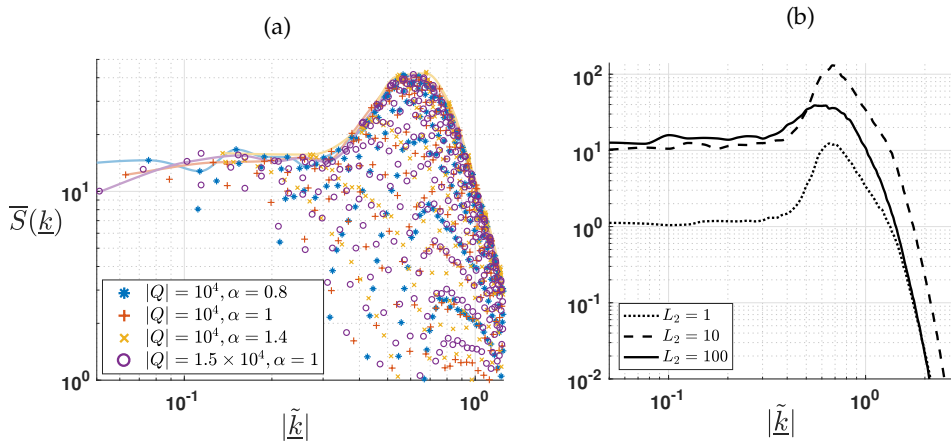 (a)
(b)
10^1
10^0
S̅(k̲)
10^{-1}
10^0
|k̲̃|
|Q| = 10^4, α = 0.8
|Q| = 10^4, α = 1
|Q| = 10^4, α = 1.4
|Q| = 1.5 × 10^4, α = 1
10^2
10^1
10^0
10^{-1}
10^{-2}
10^{-1}
10^0
|k̲̃|
L_2 = 1
L_2 = 10
L_2 = 100